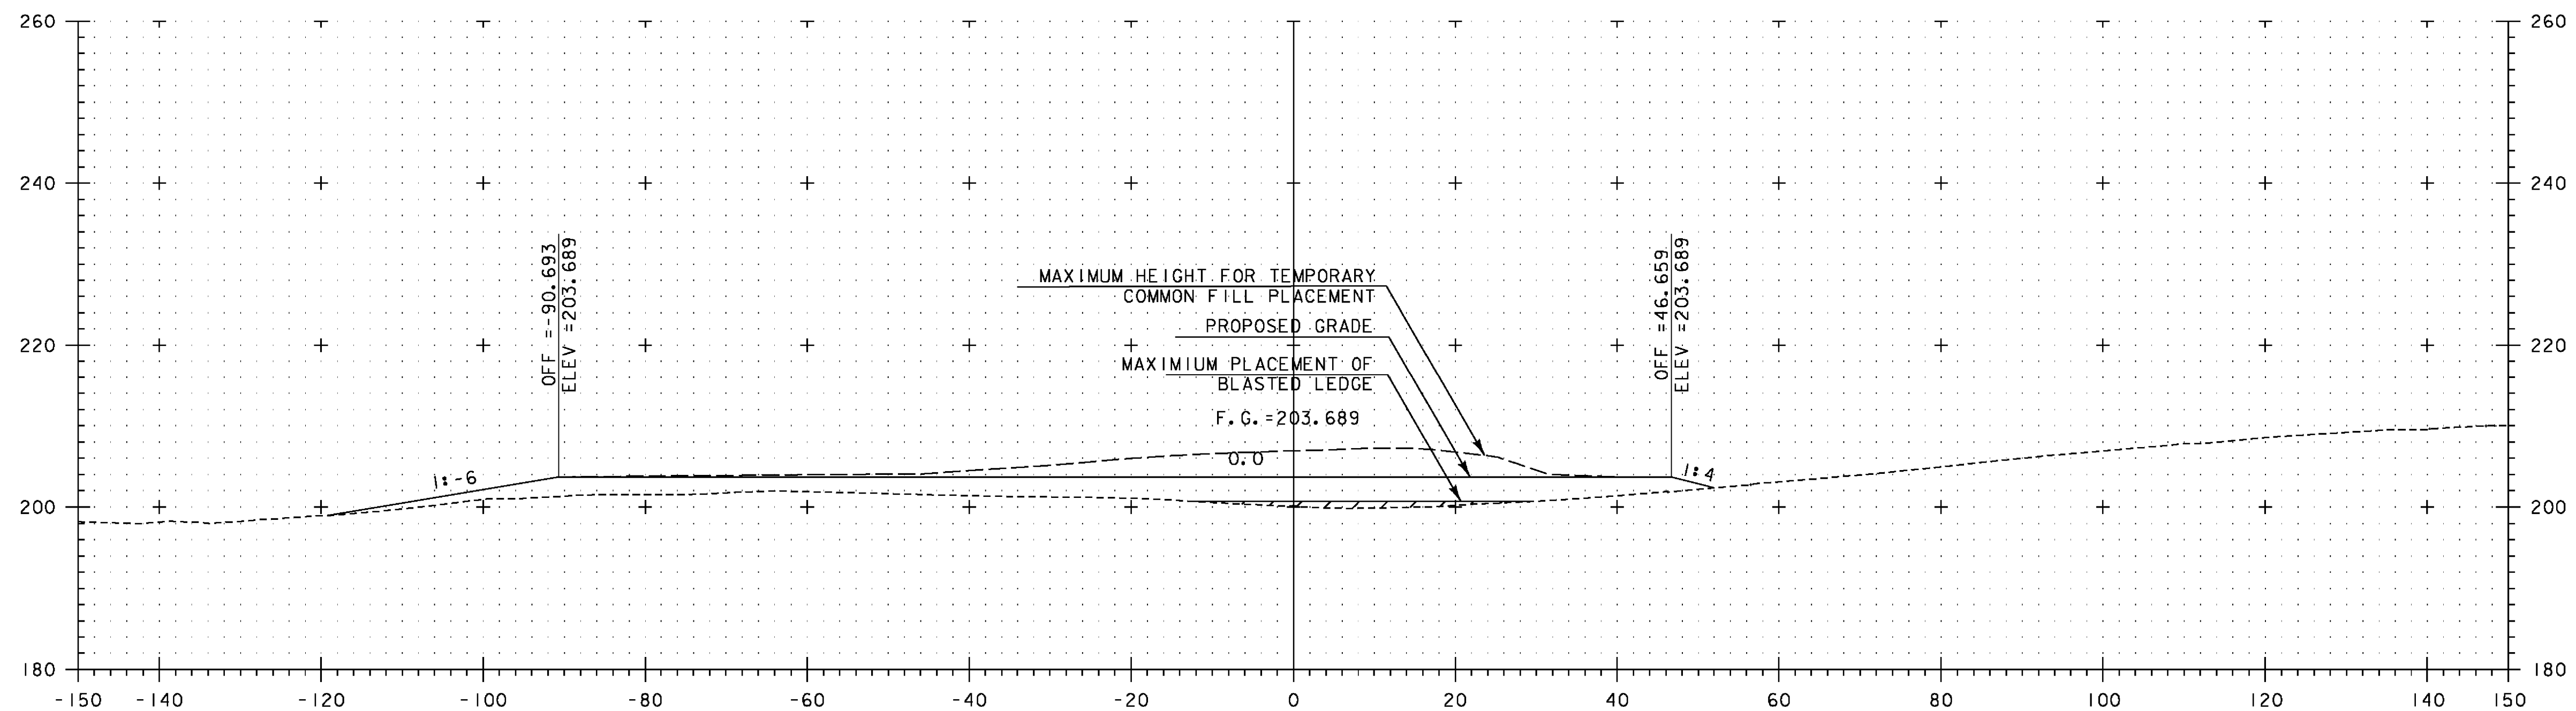 260
260
240
240
OFF =-90.693
ELEV =203.689
MAXIMUM HEIGHT FOR TEMPORARY
COMMON FILL PLACEMENT
OFF =46.659
ELEV =203.689
PROPOSED GRADE
220
220
MAXIMIUM PLACEMENT OF
BLASTED LEDGE
F.G.=203.689
0.0
1:-6
1:4
200
200
180
180
-150 -140 -120 -100 -80 -60 -40 -20 0 20 40 60 80 100 120 140 150